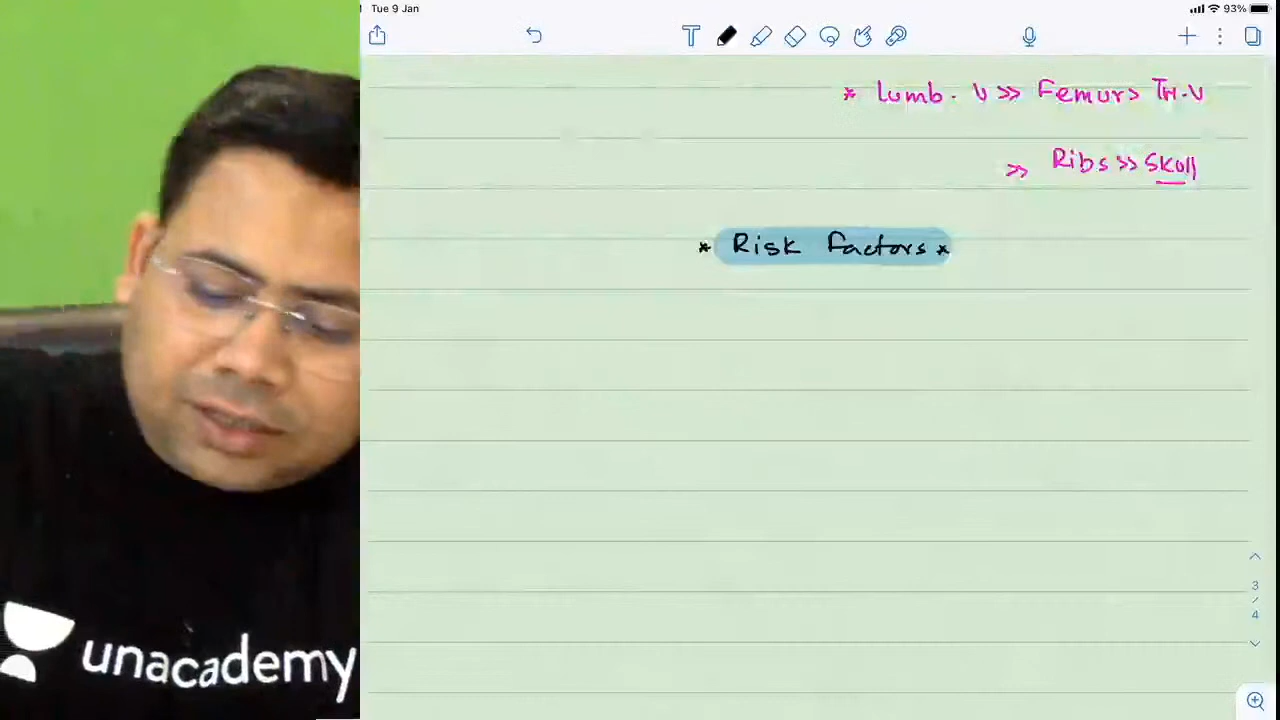 Tue 9 Jan
93%
* Lumb. V >> Femur > TH.V
>> Ribs >> Skull
* Risk Factors *
3
/
4
unacademy